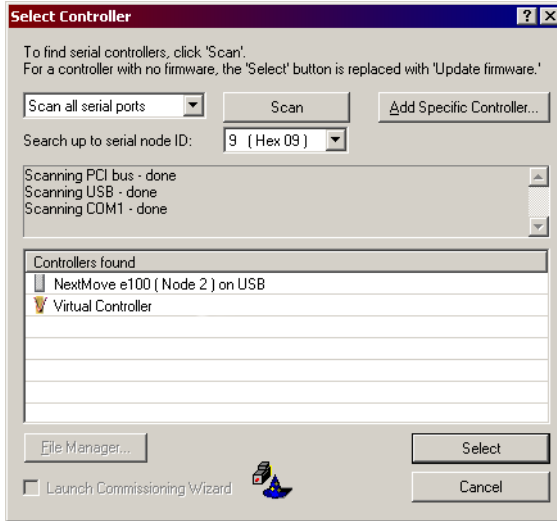 Select Controller
To find serial controllers, click 'Scan'.
For a controller with no firmware, the 'Select' button is replaced with 'Update firmware.'
Scan all serial ports
Scan
Add Specific Controller...
Search up to serial node ID:
9 ( Hex 09 )
Scanning PCI bus - done
Scanning USB - done
Scanning COM1 - done
Controllers found
NextMove e100 ( Node 2 ) on USB
Virtual Controller
File Manager...
Select
Launch Commissioning Wizard
Cancel